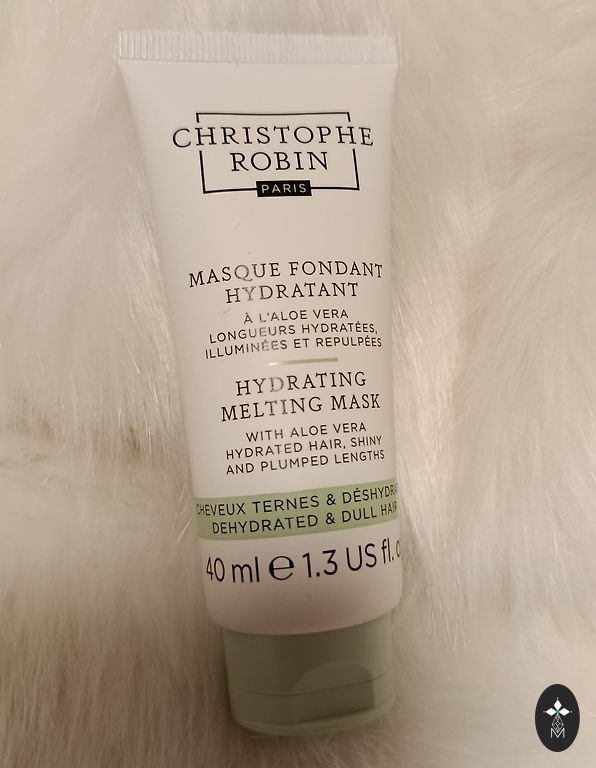 CHRISTOPHE
ROBIN
PARIS
MASQUE FONDANT
HYDRATANT
À L'ALOE VERA
LONGUEURS HYDRATÉES,
ILLUMINÉES ET REPULPÉES
HYDRATING
MELTING MASK
WITH ALOE VERA
HYDRATED HAIR, SHINY
AND PLUMPED LENGTHS
CHEVEUX TERNES & DÉSHYDRA
DEHYDRATED & DULL HAIR
40 ml e 1.3 US fl. o
M